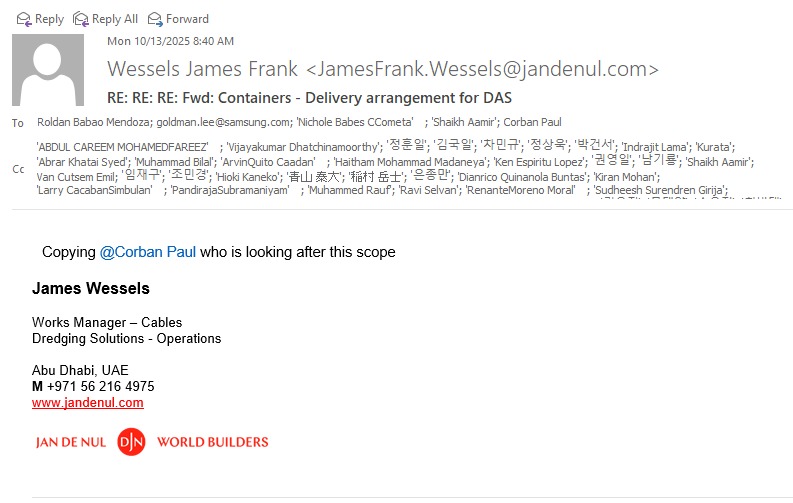 Reply Reply All Forward
Mon 10/13/2025 8:40 AM
Wessels James Frank <JamesFrank.Wessels@jandenul.com>
RE: RE: RE: Fwd: Containers - Delivery arrangement for DAS
To Roldan Babao Mendoza; goldman.lee@samsung.com; 'Nichole Babes CCometa' ; 'Shaikh Aamir'; Corban Paul
'ABDUL CAREEM MOHAMEDFAREEZ' ; 'Vijayakumar Dhatchinamoorthy'; '정훈일'; '김국일'; '차민규'; '정상욱'; '박건서'; 'Indrajit Lama'; 'Kurata';
Cc 'Abrar Khatai Syed'; 'Muhammad Bilal'; 'ArvinQuito Caadan' ; 'Haitham Mohammad Madaneya'; 'Ken Espiritu Lopez'; '권영일'; '남기룡'; 'Shaikh Aamir';
Van Cutsem Emil; '임재구'; '조민경'; 'Hioki Kaneko'; '青山 泰大'; '稲村 岳士'; '은종만'; 'Dianrico Quinanola Buntas'; 'Kiran Mohan';
'Larry CacabanSimbulan' ; 'PandirajaSubramaniyam' ; 'Muhammed Rauf'; 'Ravi Selvan'; 'RenanteMoreno Moral' ; 'Sudheesh Surendren Girija';
Copying @Corban Paul who is looking after this scope
James Wessels
Works Manager – Cables
Dredging Solutions - Operations
Abu Dhabi, UAE
M +971 56 216 4975
www.jandenul.com
JAN DE NUL DJN WORLD BUILDERS